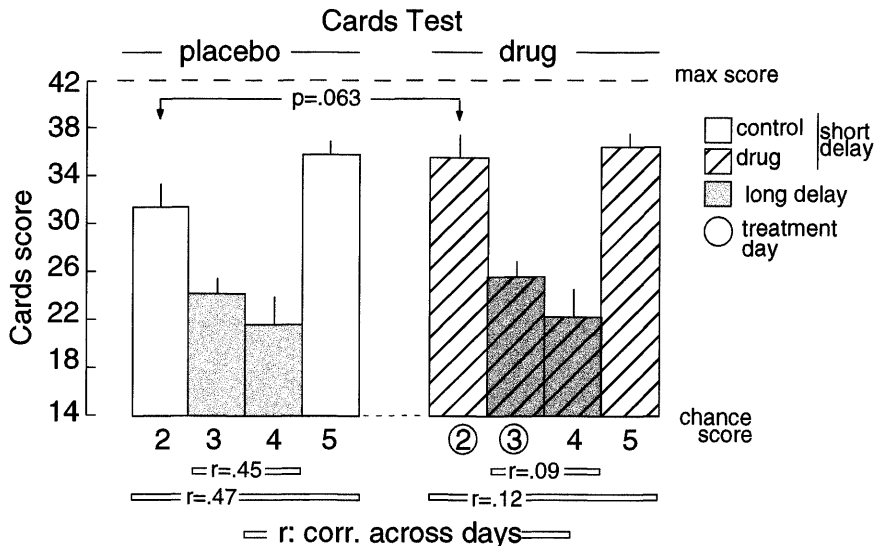 Cards Test
placebo drug
42 max score
p=.063
38
34
30
26
22
18
14
Cards score
control
drug
short delay
long delay
treatment day
chance score
2 3 4 5 2 3 4 5
r=.45 r=.09
r=.47 r=.12
r: corr. across days